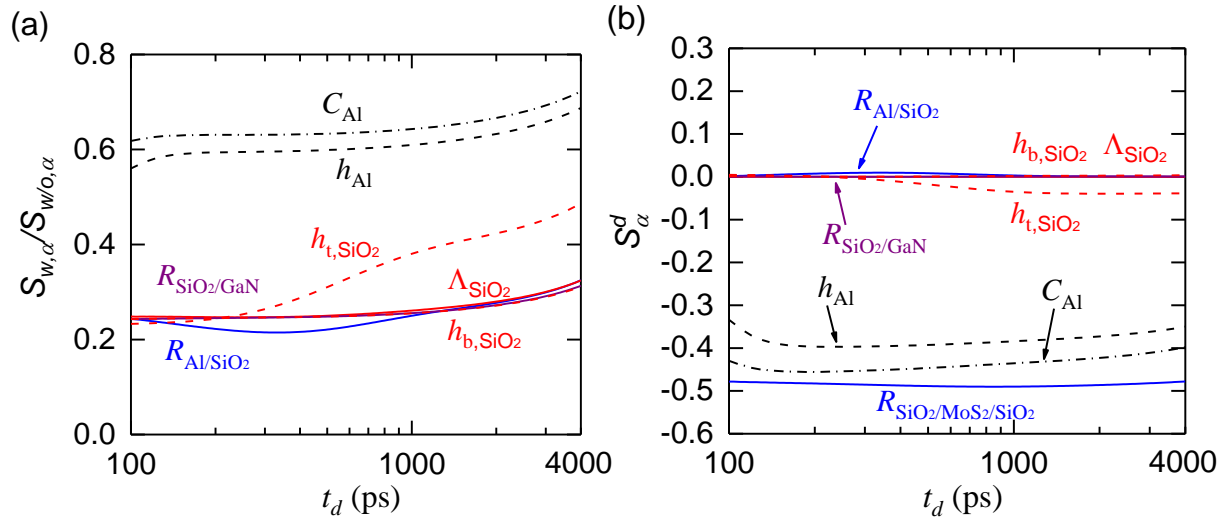 (a)
0.8
0.6
0.4
0.2
0.0
S_{w,α}/S_{w/o,α}
C_Al
h_Al
h_t,SiO₂
R_SiO₂/GaN
Λ_SiO₂
h_b,SiO₂
R_Al/SiO₂
100
1000
4000
t_d (ps)
(b)
0.3
0.2
0.1
0.0
-0.1
-0.2
-0.3
-0.4
-0.5
-0.6
S_α^d
R_Al/SiO₂
h_b,SiO₂ Λ_SiO₂
h_t,SiO₂
R_SiO₂/GaN
h_Al
C_Al
R_SiO₂/MoS₂/SiO₂
100
1000
4000
t_d (ps)